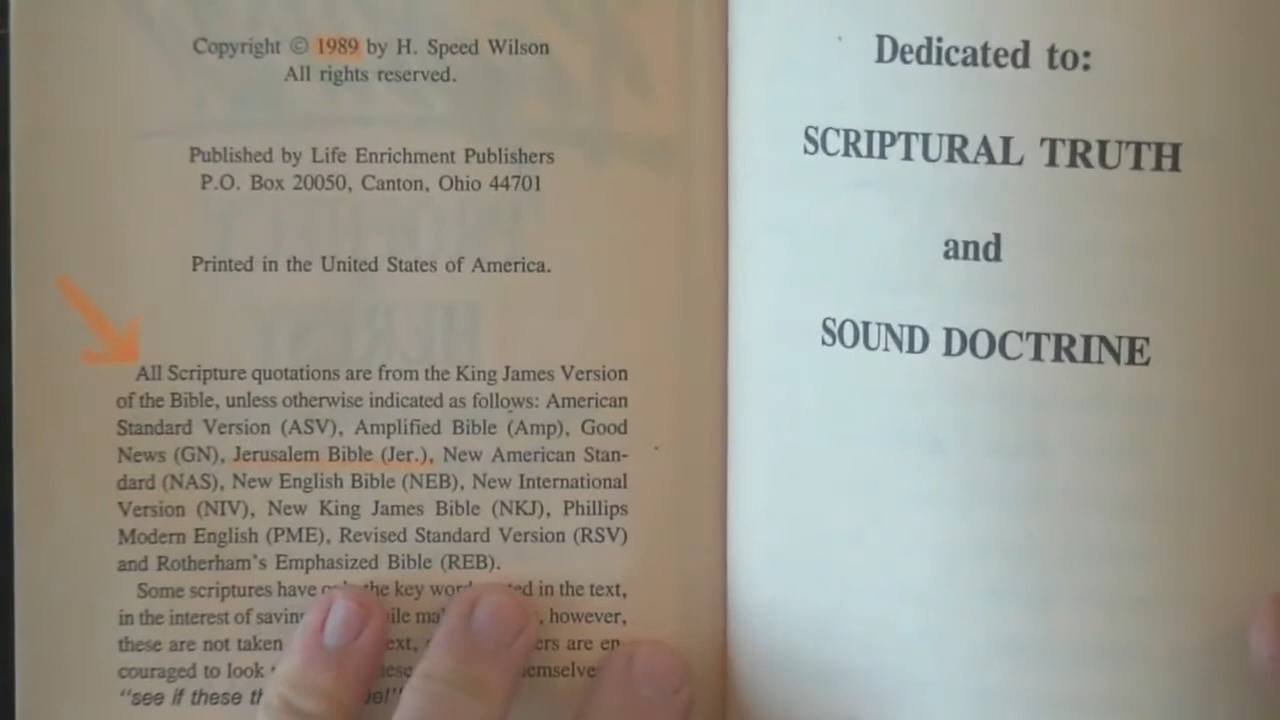 Copyright © 1989 by H. Speed Wilson
All rights reserved.
Published by Life Enrichment Publishers
P.O. Box 20050, Canton, Ohio 44701
Printed in the United States of America.
All Scripture quotations are from the King James Version
of the Bible, unless otherwise indicated as follows: American
Standard Version (ASV), Amplified Bible (Amp), Good
News (GN), Jerusalem Bible (Jer.), New American Stan-
dard (NAS), New English Bible (NEB), New International
Version (NIV), New King James Bible (NKJ), Phillips
Modern English (PME), Revised Standard Version (RSV)
and Rotherham's Emphasized Bible (REB).
Some scriptures have the key in the text,
in the interest of however,
these are not taken are en
couraged to look
"see if these
Dedicated to:
SCRIPTURAL TRUTH
and
SOUND DOCTRINE